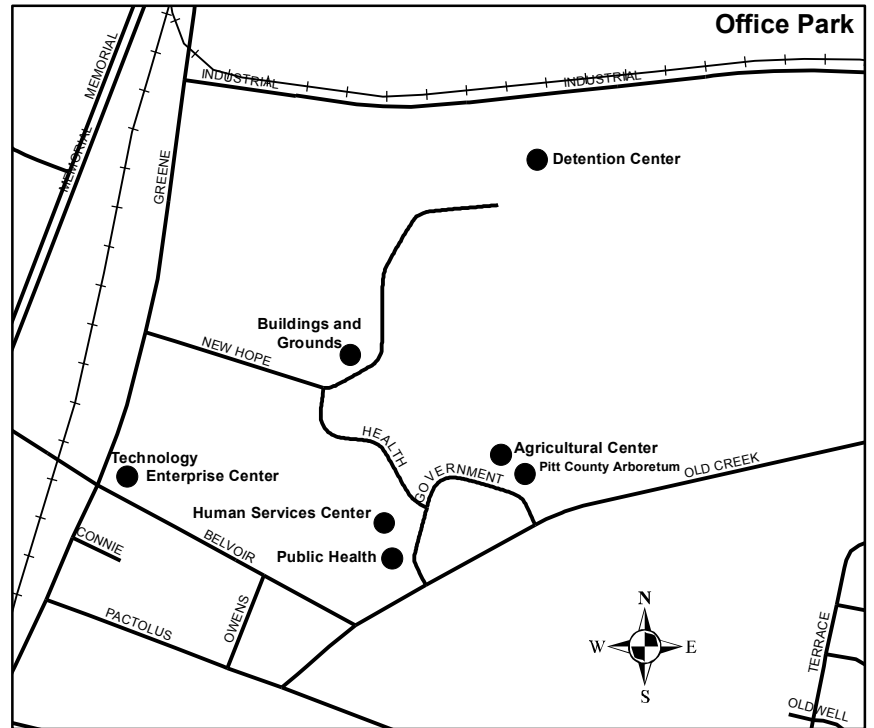 Office Park
MEMORIAL
MEMORIAL
INDUSTRIAL
INDUSTRIAL
GREENE
Detention Center
Buildings and
Grounds
NEW HOPE
HEALTH
GOVERNMENT
Agricultural Center
Pitt County Arboretum
OLD CREEK
Technology
Enterprise Center
Human Services Center
Public Health
CONNIE
BELVOIR
PACTOLUS
OWENS
N
W
E
S
TERRACE
OLDWELL